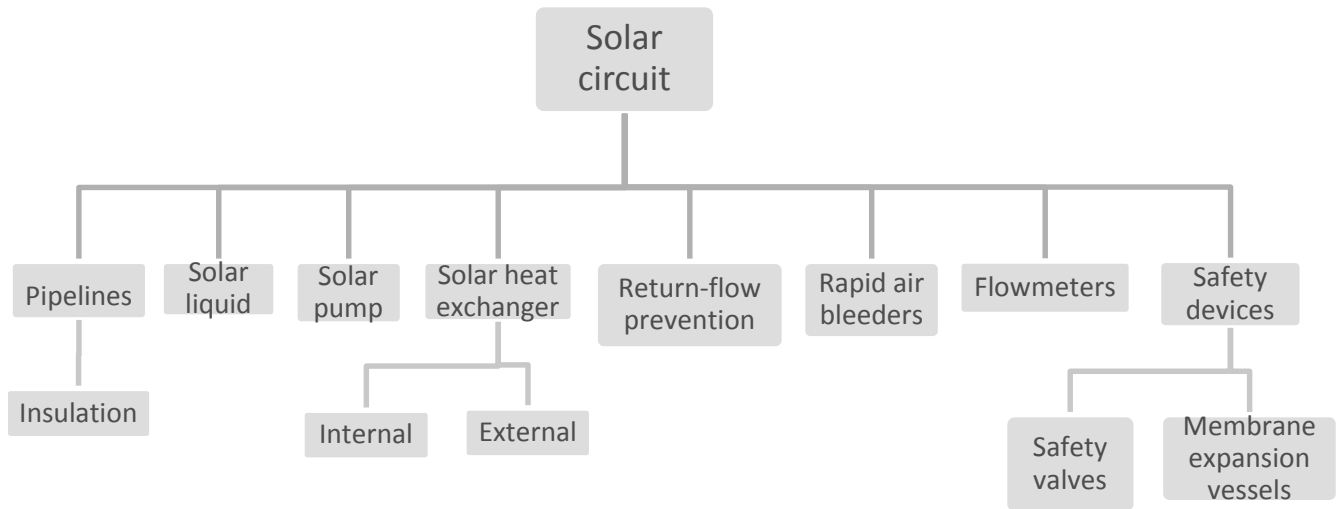 Solar
circuit
Pipelines
Solar
liquid
Solar
pump
Solar heat
exchanger
Return-flow
prevention
Rapid air
bleeders
Flowmeters
Safety
devices
Insulation
Internal
External
Safety
valves
Membrane
expansion
vessels